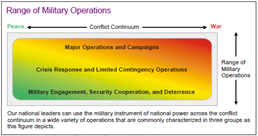 Range of Military Operations
Peace
Conflict Continuum
War
Major Operations and Campaigns
Crisis Response and Limited Contingency Operations
Military Engagement, Security Cooperation, and Deterrence
Range of
Military
Operations
Our national leaders can use the military instrument of national power across the conflict
continuum in a wide variety of operations that are commonly characterized in three groups as
this figure depicts.